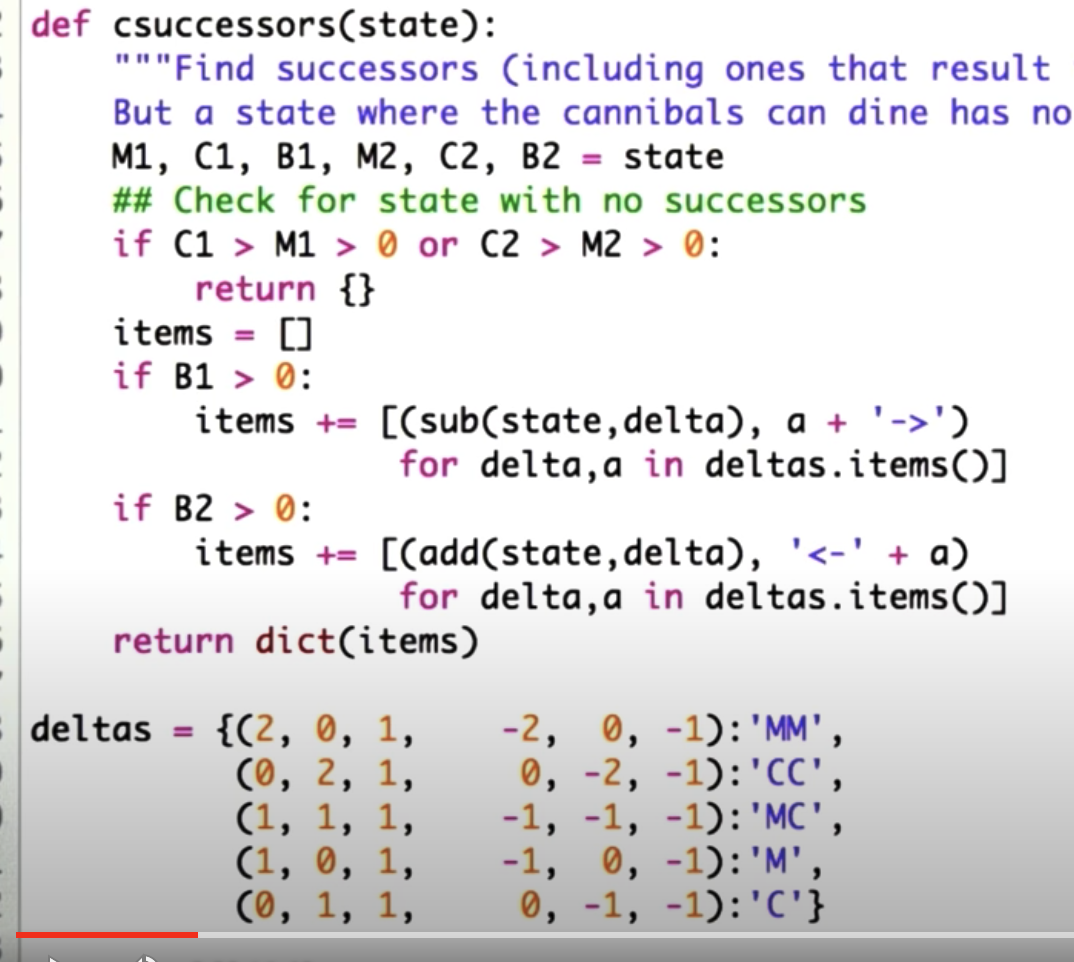 def csuccessors(state):
    """Find successors (including ones that result
    But a state where the cannibals can dine has no
    M1, C1, B1, M2, C2, B2 = state
    ## Check for state with no successors
    if C1 > M1 > 0 or C2 > M2 > 0:
        return {}
    items = []
    if B1 > 0:
        items += [(sub(state,delta), a + '->')
                  for delta,a in deltas.items()]
    if B2 > 0:
        items += [(add(state,delta), '<-' + a)
                  for delta,a in deltas.items()]
    return dict(items)
deltas = {(2, 0, 1,    -2,  0, -1):'MM',
          (0, 2, 1,     0, -2, -1):'CC',
          (1, 1, 1,    -1, -1, -1):'MC',
          (1, 0, 1,    -1,  0, -1):'M',
          (0, 1, 1,     0, -1, -1):'C'}